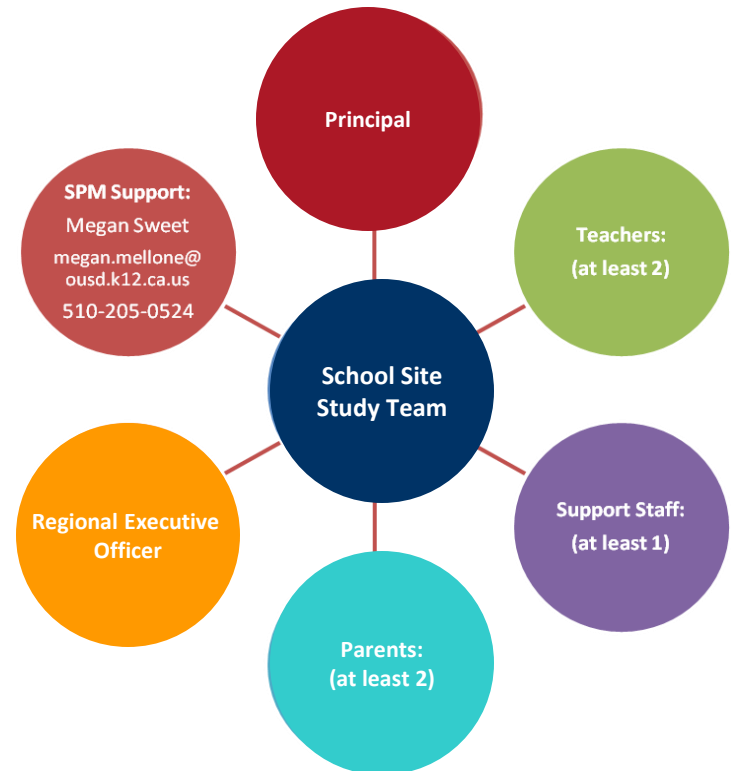 Principal
SPM Support:
Megan Sweet
megan.mellone@
ousd.k12.ca.us
510-205-0524
Teachers:
(at least 2)
School Site
Study Team
Regional Executive
Officer
Support Staff:
(at least 1)
Parents:
(at least 2)